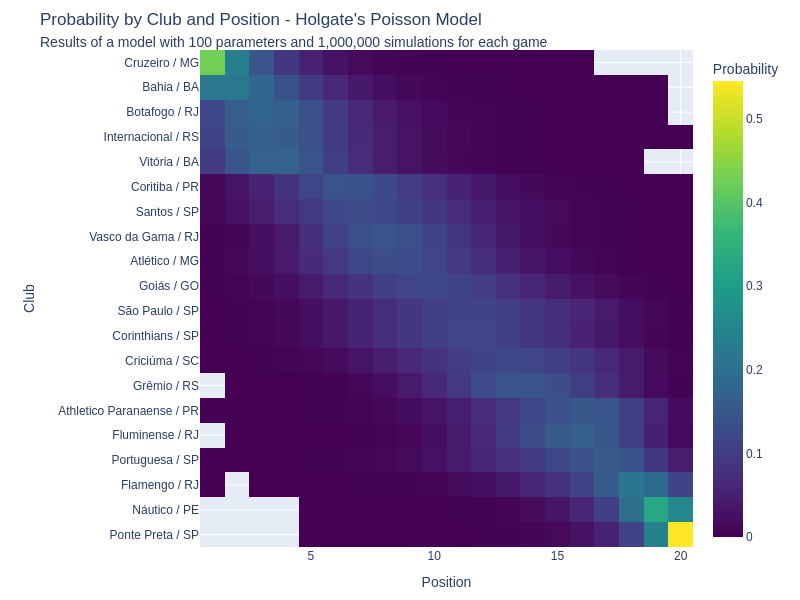 Probability by Club and Position - Holgate's Poisson Model
Results of a model with 100 parameters and 1,000,000 simulations for each game
Probability
Club
Cruzeiro / MG
Bahia / BA
Botafogo / RJ
Internacional / RS
Vitória / BA
Coritiba / PR
Santos / SP
Vasco da Gama / RJ
Atlético / MG
Goiás / GO
São Paulo / SP
Corinthians / SP
Criciúma / SC
Grêmio / RS
Athletico Paranaense / PR
Fluminense / RJ
Portuguesa / SP
Flamengo / RJ
Náutico / PE
Ponte Preta / SP
0.5
0.4
0.3
0.2
0.1
0
5 10 15 20
Position